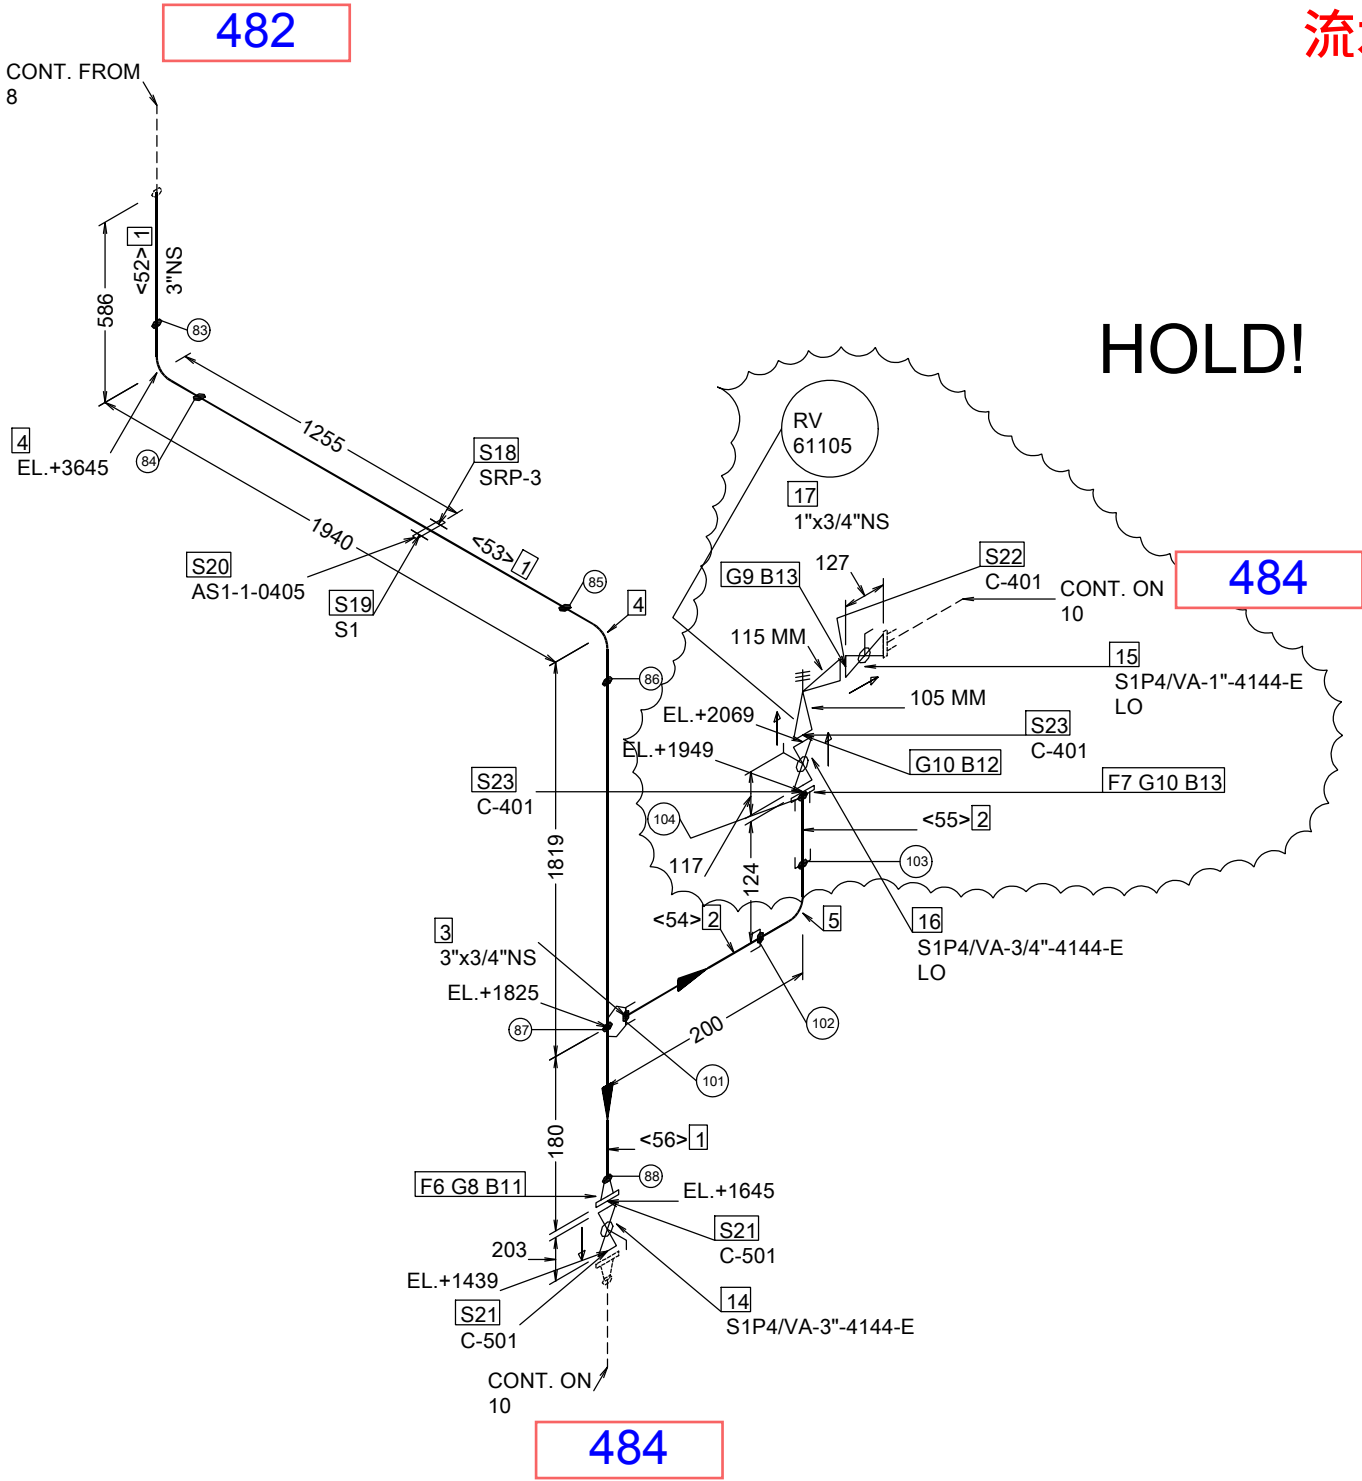 482
流
CONT. FROM
8
<52> 1
3"NS
586
83
HOLD!
1255
4
EL.+3645
84
S18
SRP-3
RV
61105
17
1"x3/4"NS
1940
<53> 1
S20
AS1-1-0405
S19
S1
85
4
G9 B13
127
S22
C-401
CONT. ON
10
484
115 MM
15
S1P4/VA-1"-4144-E
LO
86
105 MM
EL.+2069
S23
C-401
EL.+1949
G10 B12
S23
C-401
F7 G10 B13
104
<55> 2
117
124
103
1819
<54> 2
5
16
S1P4/VA-3/4"-4144-E
LO
3
3"x3/4"NS
EL.+1825
87
102
200
101
180
<56> 1
F6 G8 B11
88
EL.+1645
S21
C-501
203
EL.+1439
S21
C-501
14
S1P4/VA-3"-4144-E
CONT. ON
10
484